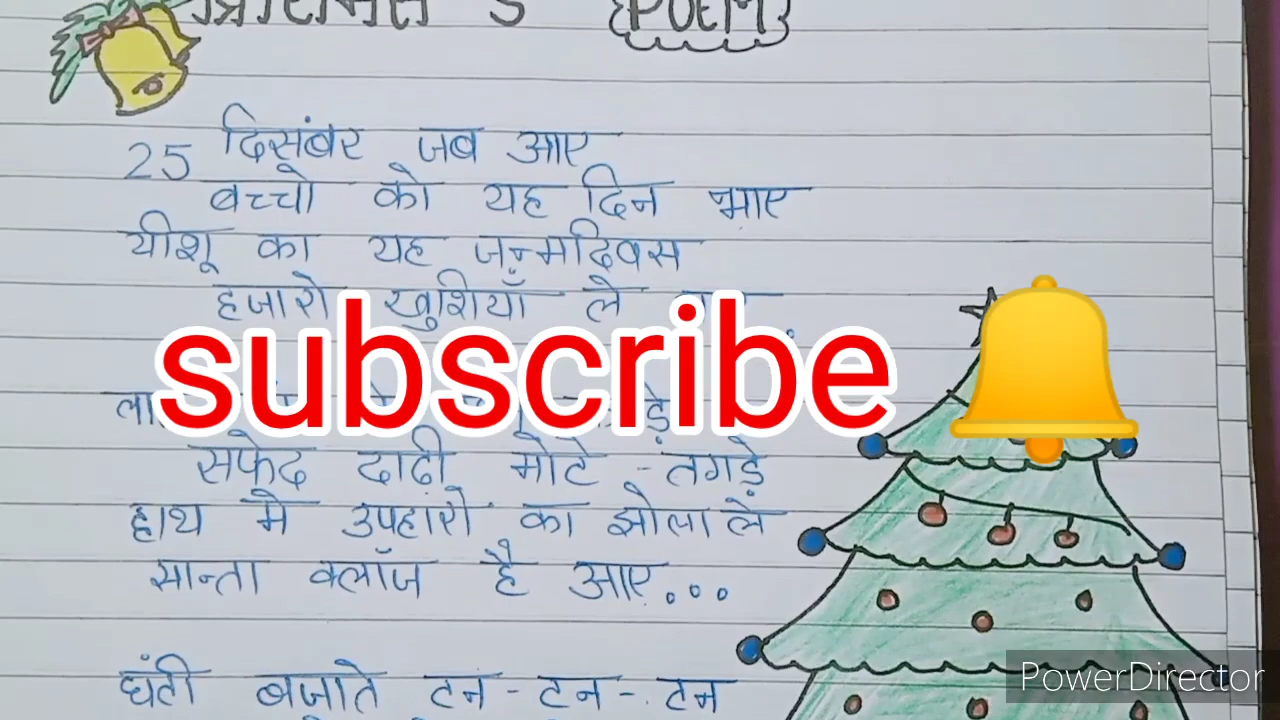 POEM
25 दिसंबर जब आए
बच्चो को यह दिन भाए
यीशू का यह जन्मदिवस
हजारो खुशियाँ ले
subscribe
सफेद दाढ़ी मोटे - तगड़े
हाथ मे उपहारो का झोला ले
सान्ता क्लॉज है आए...
घंटी बजाते टन - टन - टन
PowerDirector